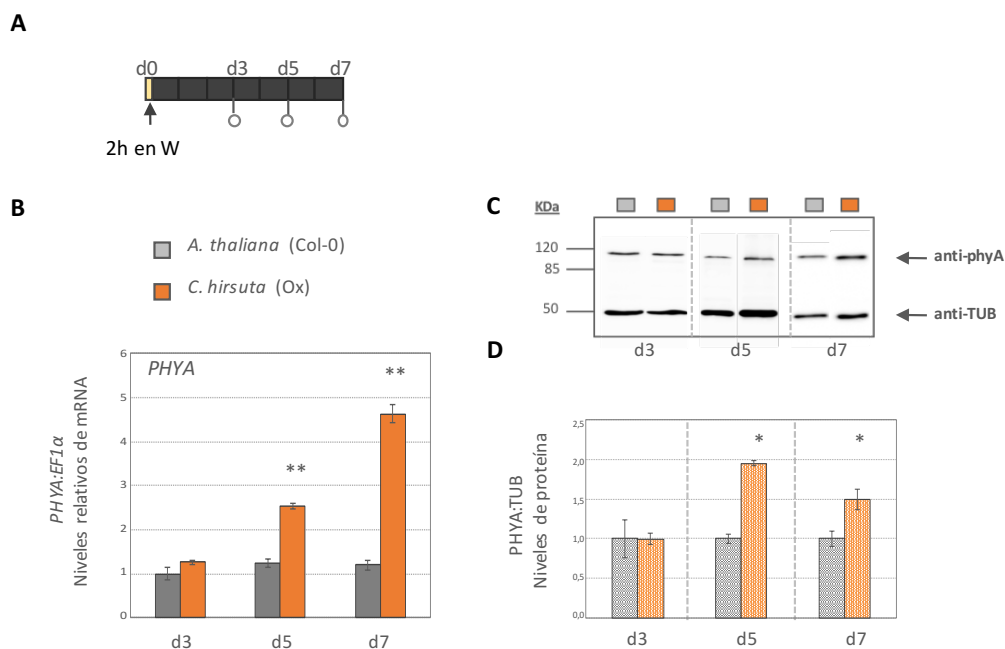 A
d0 d3 d5 d7
2h en W
B
A. thaliana (Col-0)
C. hirsuta (Ox)
PHYA:EF1α
Niveles relativos de mRNA
6
5
4
3
2
1
0
PHYA
**
**
d3 d5 d7
C
KDa
120
85
50
anti-phyA
anti-TUB
d3 d5 d7
D
PHYA:TUB
Niveles de proteína
2,5
2,0
1,5
1,0
0,5
0,0
* *
d3 d5 d7